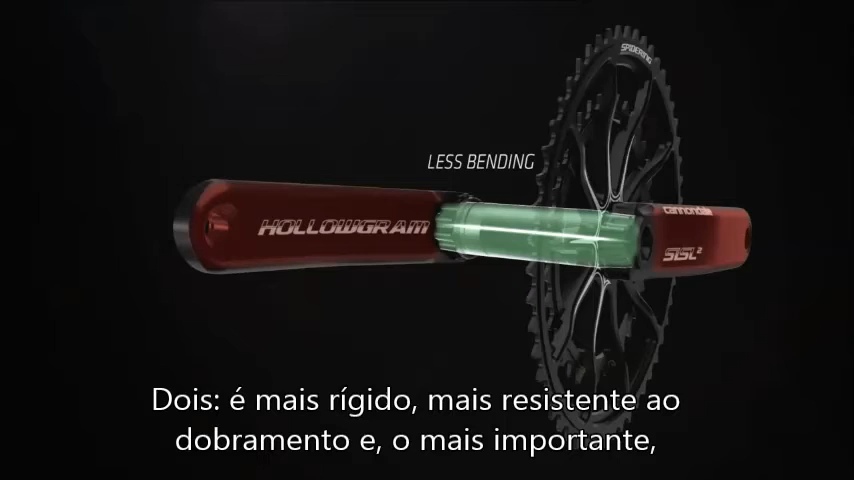 SPIDERING
LESS BENDING
HOLLOWGRAM
cannondale
SISL²
Dois: é mais rígido, mais resistente ao
dobramento e, o mais importante,